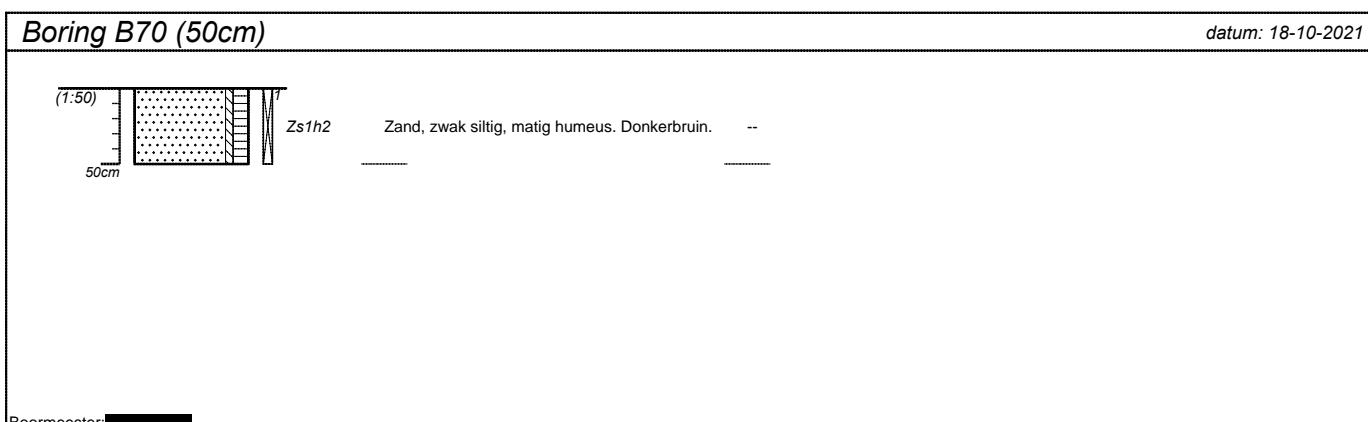 Boring B70 (50cm) datum: 18-10-2021
(1:50) 1
Zs1h2 Zand, zwak siltig, matig humeus. Donkerbruin. --
50cm
Boormeester: